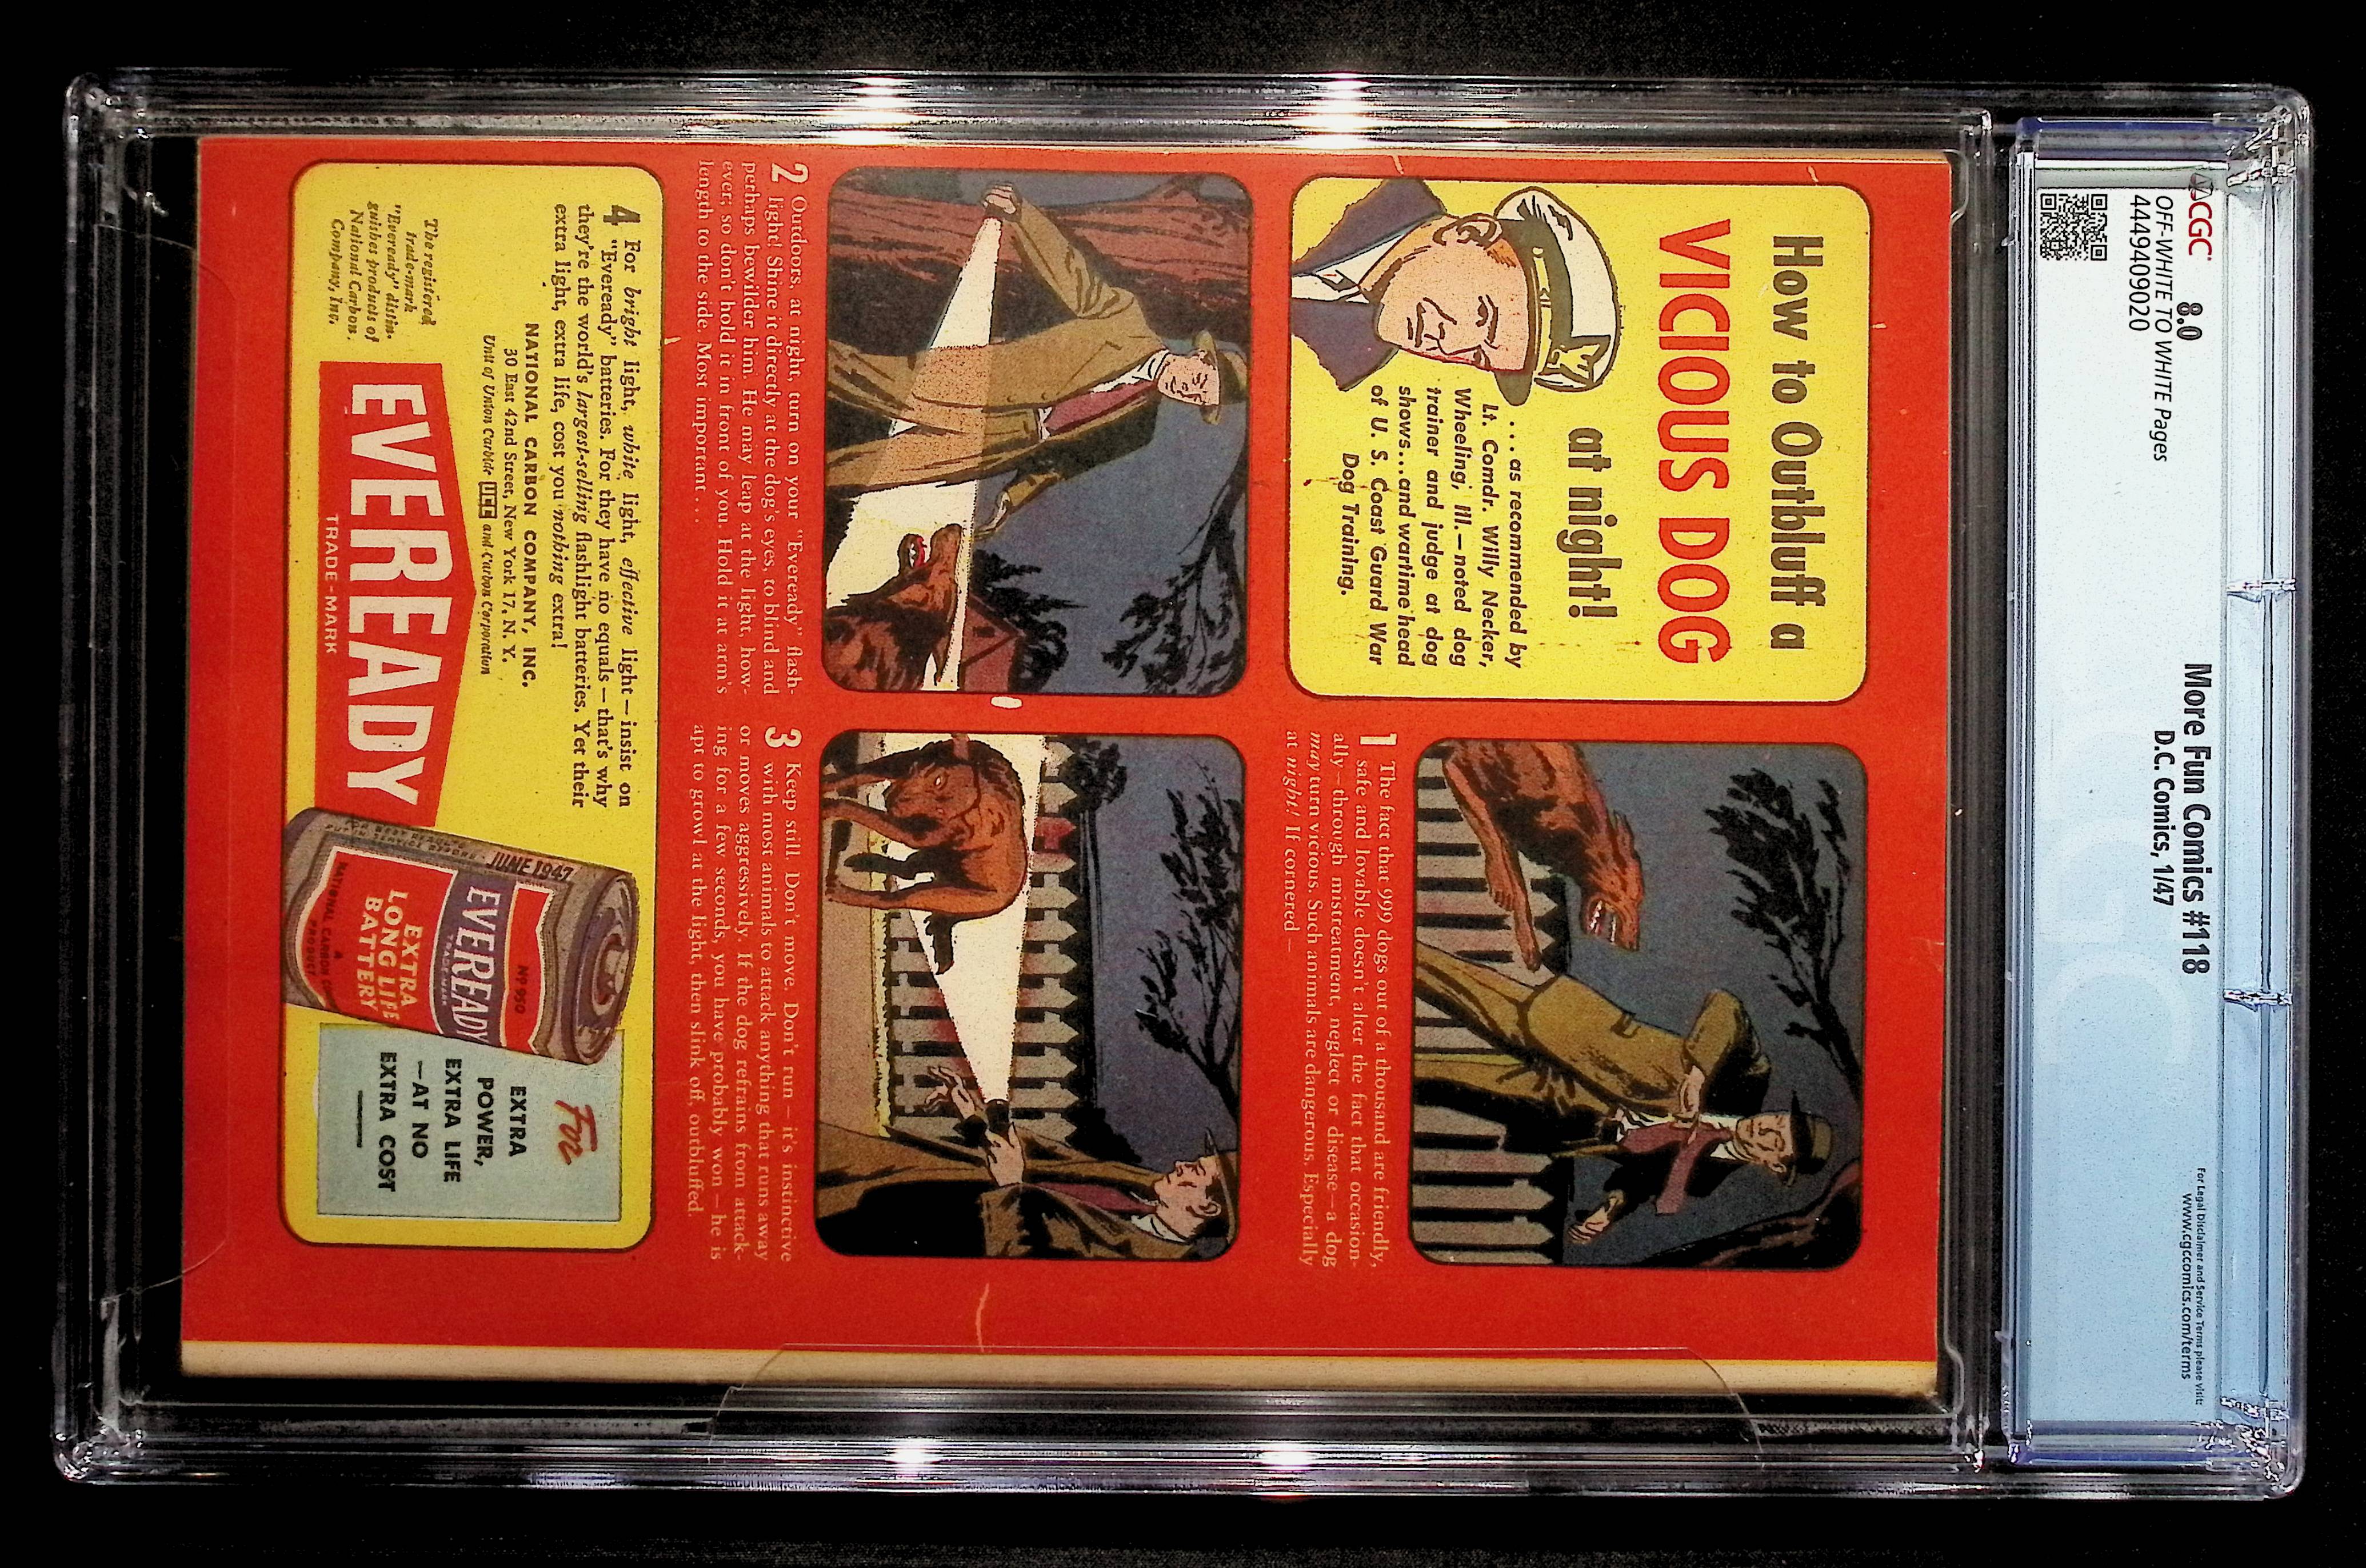 CGC
8.0
OFF-WHITE TO WHITE Pages
4449409020
More Fun Comics #118
D.C. Comics, 1/47
For Legal Disclaimer and Service Terms please visit:
www.cgccomics.com/terms
How to Outbluff a
VICIOUS DOG
at night!
...as recommended by
Lt. Comdr. Willy Necker,
Wheeling, Ill.—noted dog
trainer and judge at dog
shows...and wartime head
of U. S. Coast Guard War
Dog Training.
1 The fact that 999 dogs out of a thousand are friendly,
safe and lovable doesn't alter the fact that occasion-
ally—through mistreatment, neglect or disease—a dog
may turn vicious. Such animals are dangerous. Especially
at night! If cornered—
2 Outdoors, at night, turn on your "Eveready" flash-
light! Shine it directly at the dog's eyes, to blind and
perhaps bewilder him. He may leap at the light, how-
ever; so don't hold it in front of you. Hold it at arm's
length to the side. Most important...
3 Keep still. Don't move. Don't run — it's instinctive
with most animals to attack anything that runs away
or moves aggressively. If the dog refrains from attack-
ing for a few seconds, you have probably won — he is
apt to growl at the light, then slink off, outbluffed.
4 For bright light, white light, effective light—insist on
"Eveready" batteries. For they have no equals—that's why
they're the world's largest-selling flashlight batteries. Yet their
extra light, extra life, cost you nothing extra!
NATIONAL CARBON COMPANY, INC.
30 East 42nd Street, New York 17, N. Y.
Unit of Union Carbide UCC and Carbon Corporation
The registered
trade-mark
"Eveready" distin-
guishes products of
National Carbon
Company, Inc.
EVEREADY
TRADE-MARK
JUNE 1947
Nº 950
EVEREADY
TRADE-MARK
EXTRA
LONG LIFE
BATTERY
A
NATIONAL CARBON
PRODUCT
For
EXTRA
POWER,
EXTRA LIFE
—AT NO
EXTRA COST